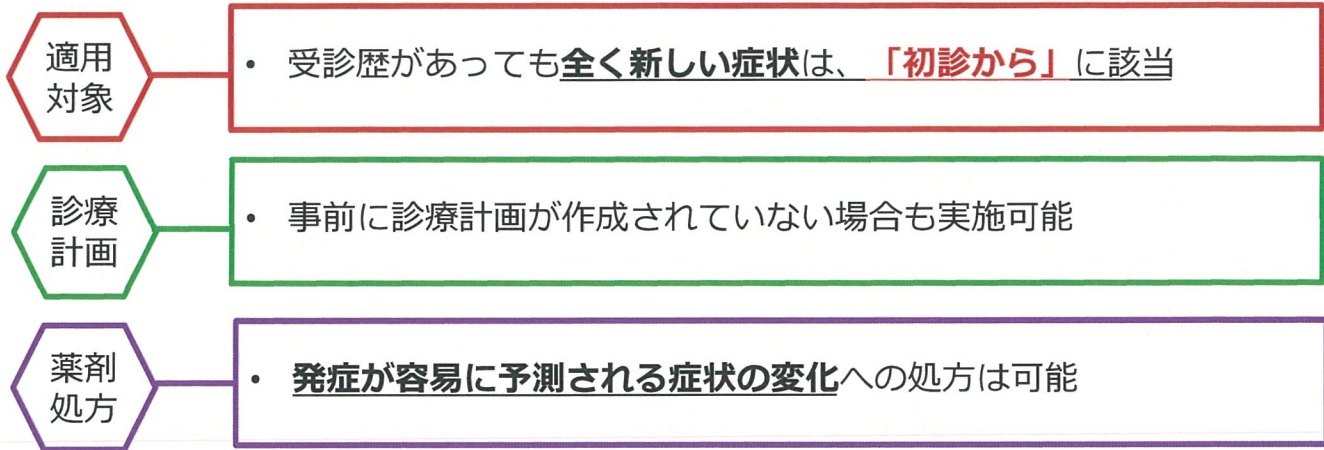 適用
対象
• 受診歴があっても全く新しい症状は、「初診から」に該当
診療
計画
• 事前に診療計画が作成されていない場合も実施可能
薬剤
処方
• 発症が容易に予測される症状の変化への処方は可能